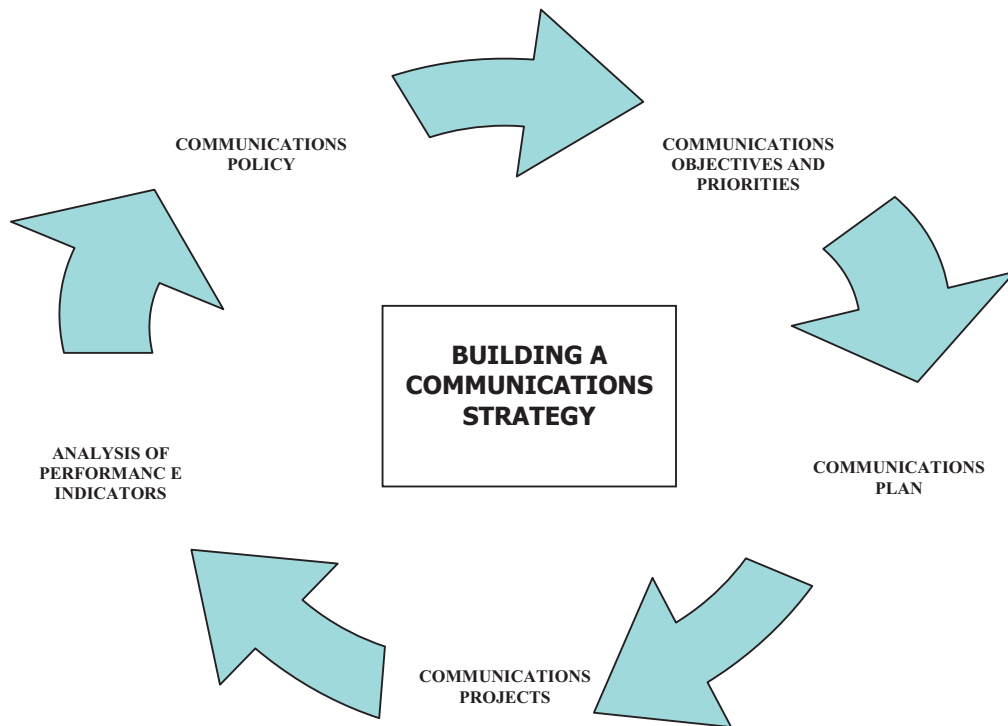 COMMUNICATIONS
POLICY
COMMUNICATIONS
OBJECTIVES AND
PRIORITIES
BUILDING A
COMMUNICATIONS
STRATEGY
ANALYSIS OF
PERFORMANC E
INDICATORS
COMMUNICATIONS
PLAN
COMMUNICATIONS
PROJECTS